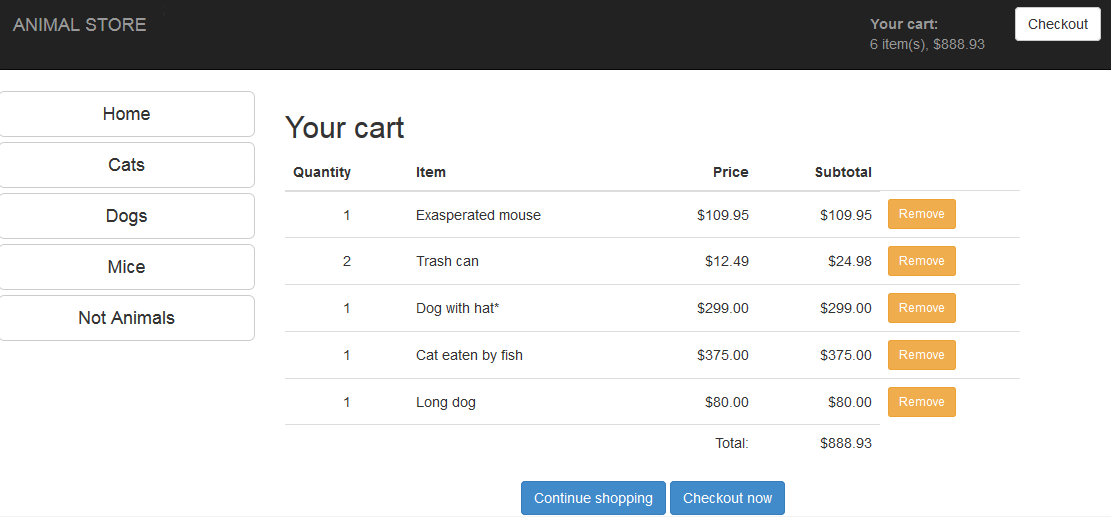 ANIMAL STORE
Your cart:
6 item(s), $888.93
Checkout
Home
Cats
Dogs
Mice
Not Animals
Your cart
Quantity Item Price Subtotal
1 Exasperated mouse $109.95 $109.95 Remove
2 Trash can $12.49 $24.98 Remove
1 Dog with hat* $299.00 $299.00 Remove
1 Cat eaten by fish $375.00 $375.00 Remove
1 Long dog $80.00 $80.00 Remove
Total: $888.93
Continue shopping Checkout now